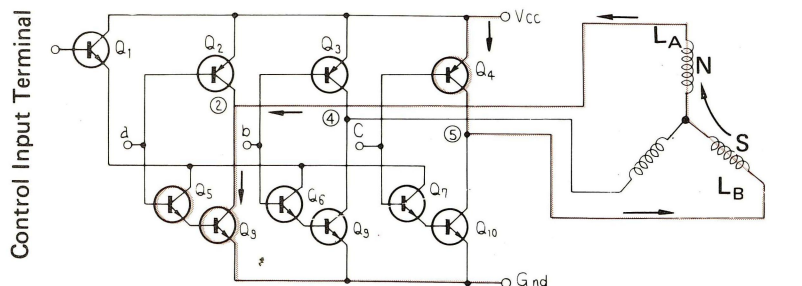 Control Input Terminal
Vcc
Q1
Q2
Q3
Q4
LA
N
②
④
⑤
a
b
C
S
LB
Q5
Q9
Q6
Q9
Q7
Q10
Gnd